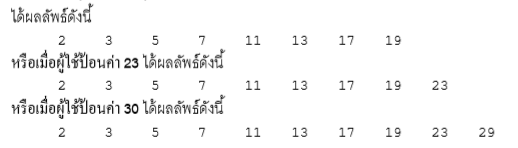 ได้ผลลัพธ์ดังนี้
2 3 5 7 11 13 17 19
หรือเมื่อผู้ใช้ป้อนค่า 23 ได้ผลลัพธ์ดังนี้
2 3 5 7 11 13 17 19 23
หรือเมื่อผู้ใช้ป้อนค่า 30 ได้ผลลัพธ์ดังนี้
2 3 5 7 11 13 17 19 23 29